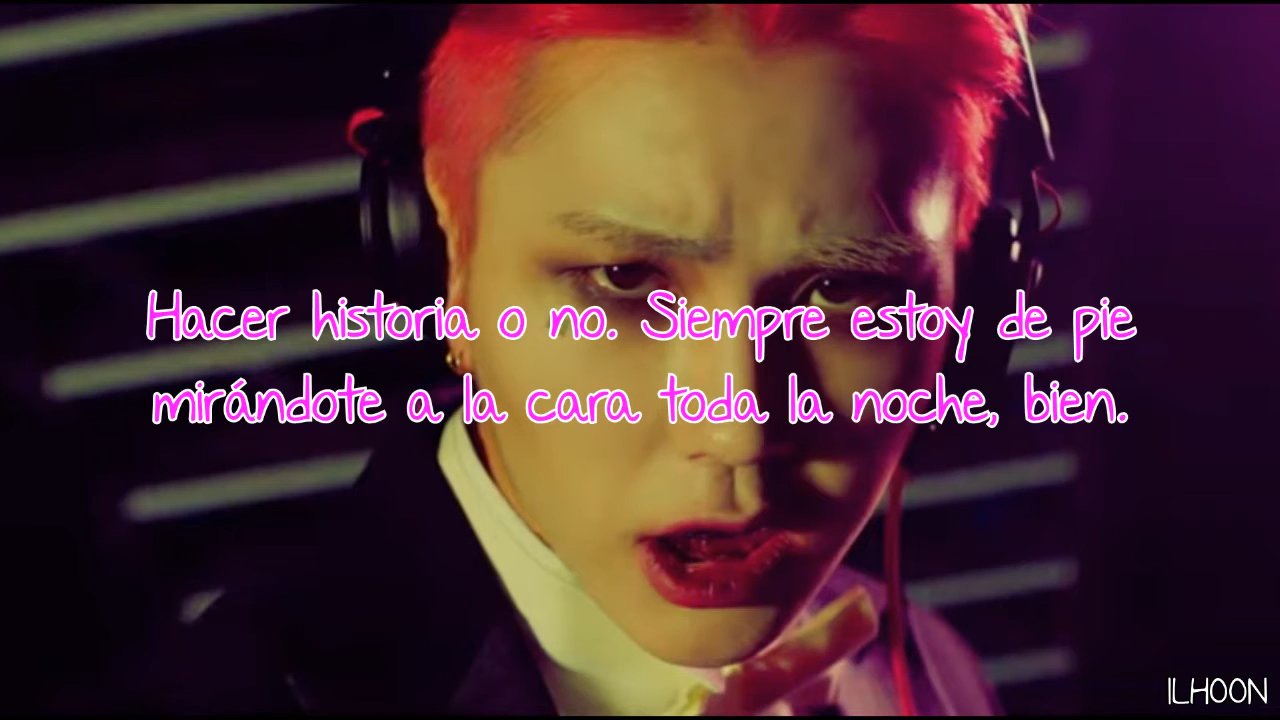 Hacer historia o no. Siempre estoy de pie
mirándote a la cara toda la noche, bien.
ILHOON